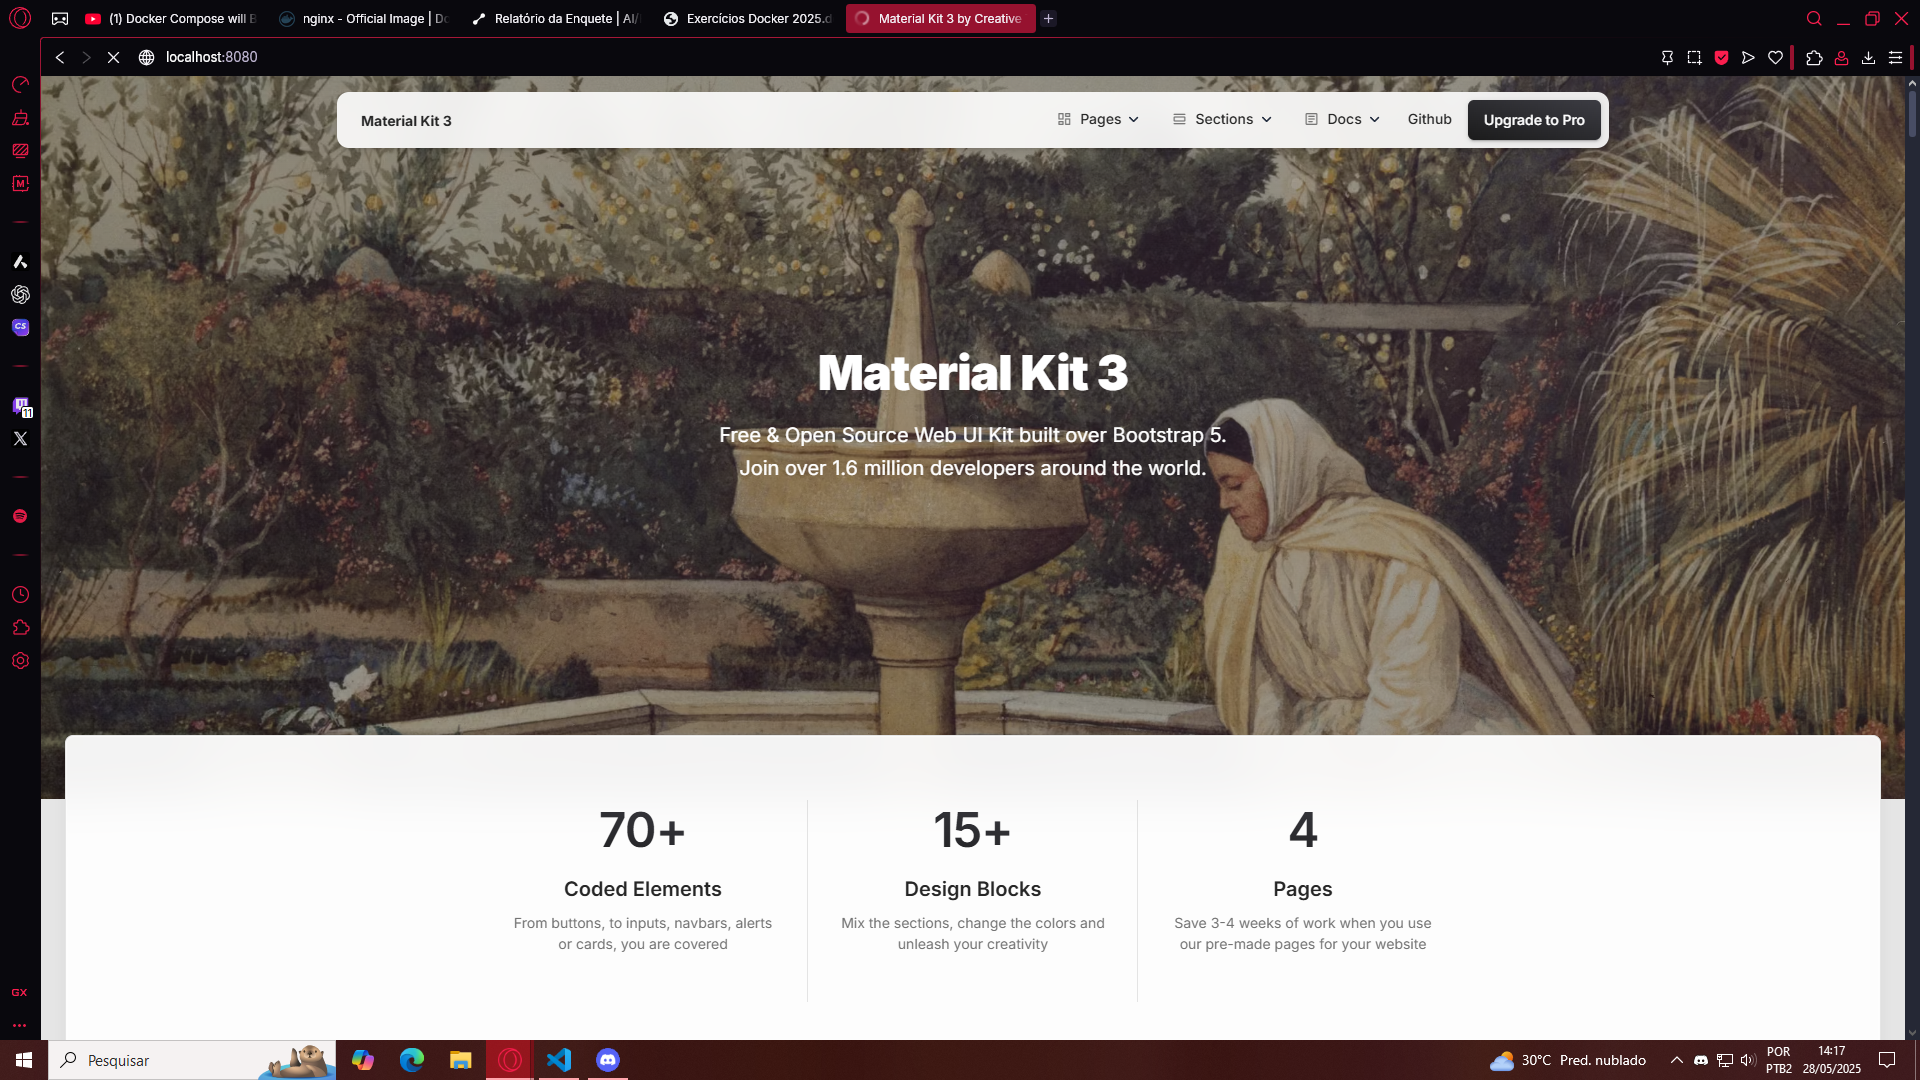 (1) Docker Compose will B
nginx - Official Image | Do
Relatório da Enquete | AI/
Exercícios Docker 2025.d
Material Kit 3 by Creative
localhost:8080
Material Kit 3
Pages
Sections
Docs
Github
Upgrade to Pro
Material Kit 3
Free & Open Source Web UI Kit built over Bootstrap 5.
Join over 1.6 million developers around the world.
70+
Coded Elements
From buttons, to inputs, navbars, alerts
or cards, you are covered
15+
Design Blocks
Mix the sections, change the colors and
unleash your creativity
4
Pages
Save 3-4 weeks of work when you use
our pre-made pages for your website
M
CS
11
GX
Pesquisar
30°C Pred. nublado
POR
PTB2
14:17
28/05/2025